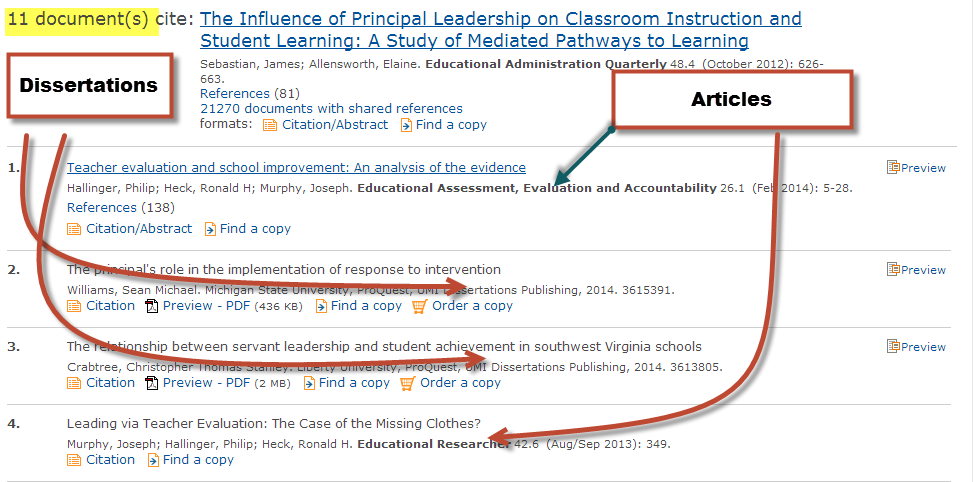 11 document(s) cite: The Influence of Principal Leadership on Classroom Instruction and
Student Learning: A Study of Mediated Pathways to Learning
Sebastian, James; Allensworth, Elaine. Educational Administration Quarterly 48.4 (October 2012): 626-
663.
References (81)
21270 documents with shared references
formats: Citation/Abstract Find a copy
Dissertations
Articles
1. Teacher evaluation and school improvement: An analysis of the evidence Preview
Hallinger, Philip; Heck, Ronald H; Murphy, Joseph. Educational Assessment, Evaluation and Accountability 26.1 (Feb 2014): 5-28.
References (138)
Citation/Abstract Find a copy
2. The principal's role in the implementation of response to intervention Preview
Williams, Sean Michael. Michigan State University, ProQuest, UMI Dissertations Publishing, 2014. 3615391.
Citation Preview - PDF (436 KB) Find a copy Order a copy
3. The relationship between servant leadership and student achievement in southwest Virginia schools Preview
Crabtree, Christopher Thomas Stanley. Liberty University, ProQuest, UMI Dissertations Publishing, 2014. 3613805.
Citation Preview - PDF (2 MB) Find a copy Order a copy
4. Leading via Teacher Evaluation: The Case of the Missing Clothes?
Murphy, Joseph; Hallinger, Philip; Heck, Ronald H. Educational Researcher 42.6 (Aug/Sep 2013): 349.
Citation Find a copy